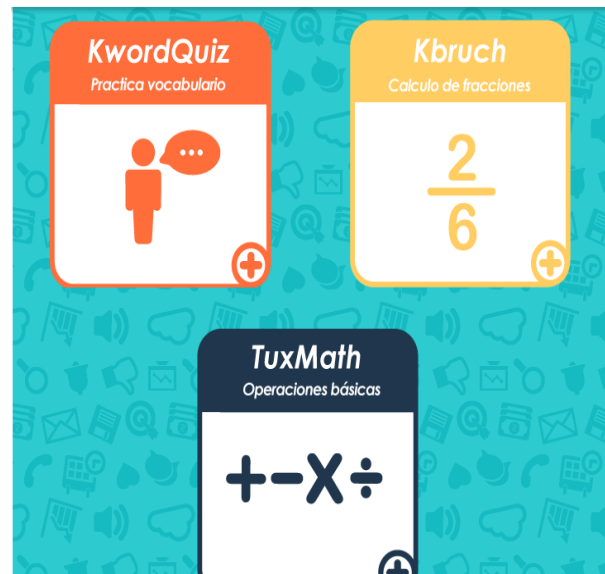 KwordQuiz
Practica vocabulario
Kbruch
Calculo de fracciones
2
6
TuxMath
Operaciones básicas
+-X÷